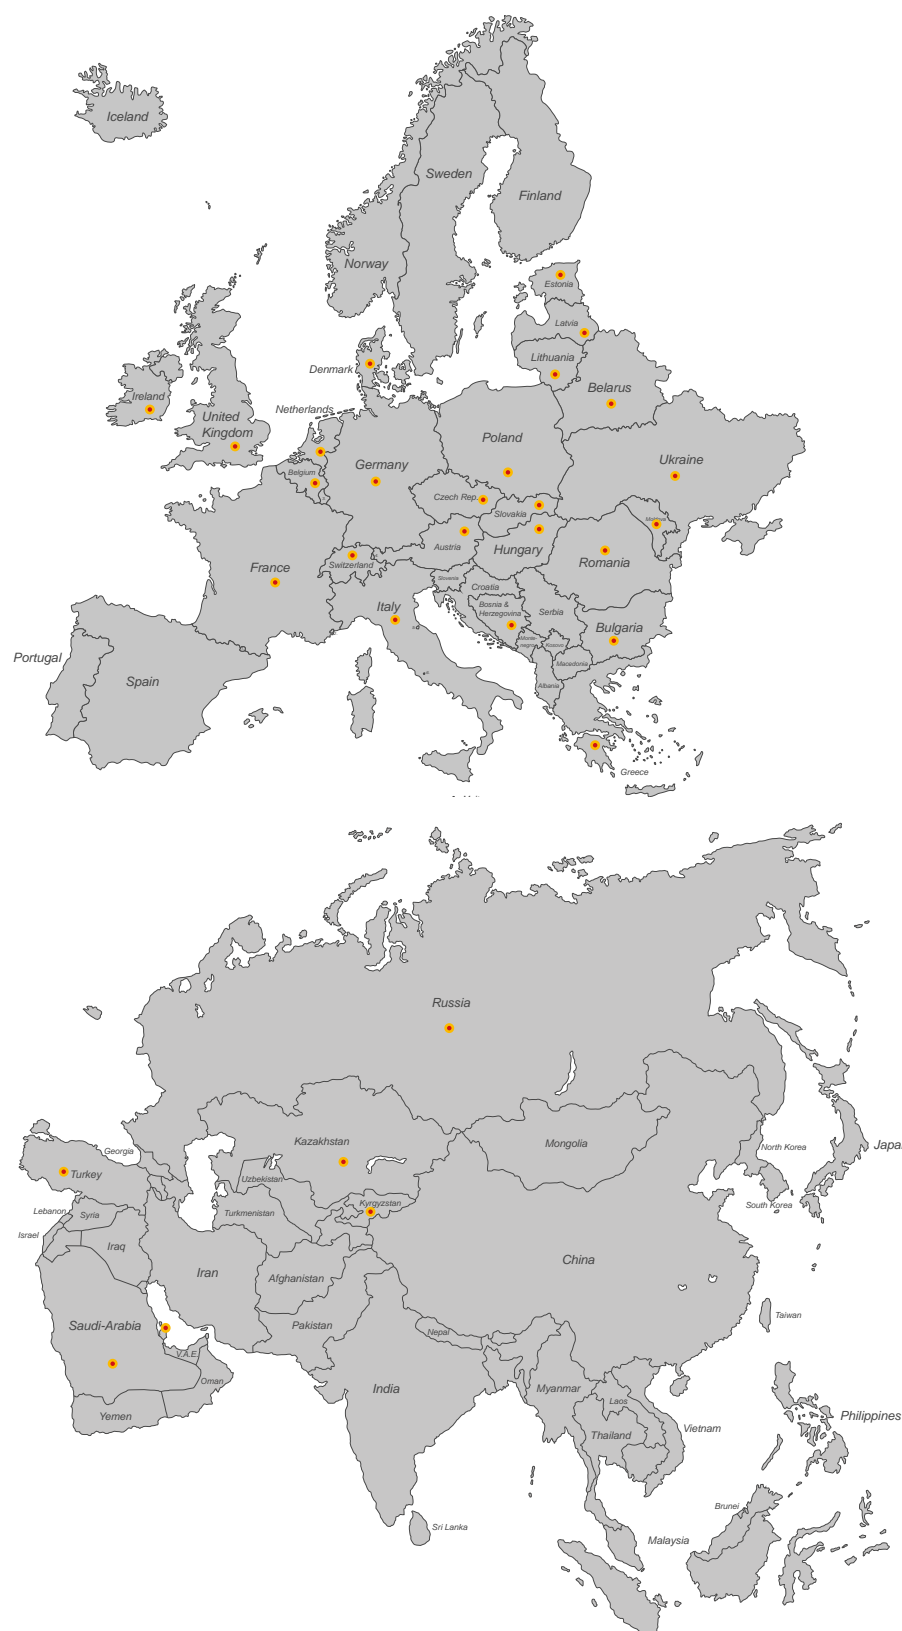 Iceland
Sweden
Finland
Norway
Estonia
Latvia
Denmark
Lithuania
Belarus
Ireland
Netherlands
United
Kingdom
Poland
Ukraine
Belgium
Germany
Czech Rep.
Slovakia
Austria
Hungary
Romania
France
Switzerland
Slovenia
Croatia
Italy
Bosnia &
Herzegovina
Serbia
Bulgaria
Monte-
negro
Kosovo
Macedonia
Albania
Portugal
Spain
Greece
Russia
Kazakhstan
Mongolia
Georgia
North Korea
Japa
Turkey
Uzbekistan
Kyrgyzstan
South Korea
Lebanon
Syria
Turkmenistan
Israel
Iraq
Iran
Afghanistan
China
Saudi-Arabia
Pakistan
Nepal
Taiwan
V.A.E.
Oman
India
Myanmar
Laos
Yemen
Thailand
Vietnam
Philippines
Brunei
Sri Lanka
Malaysia